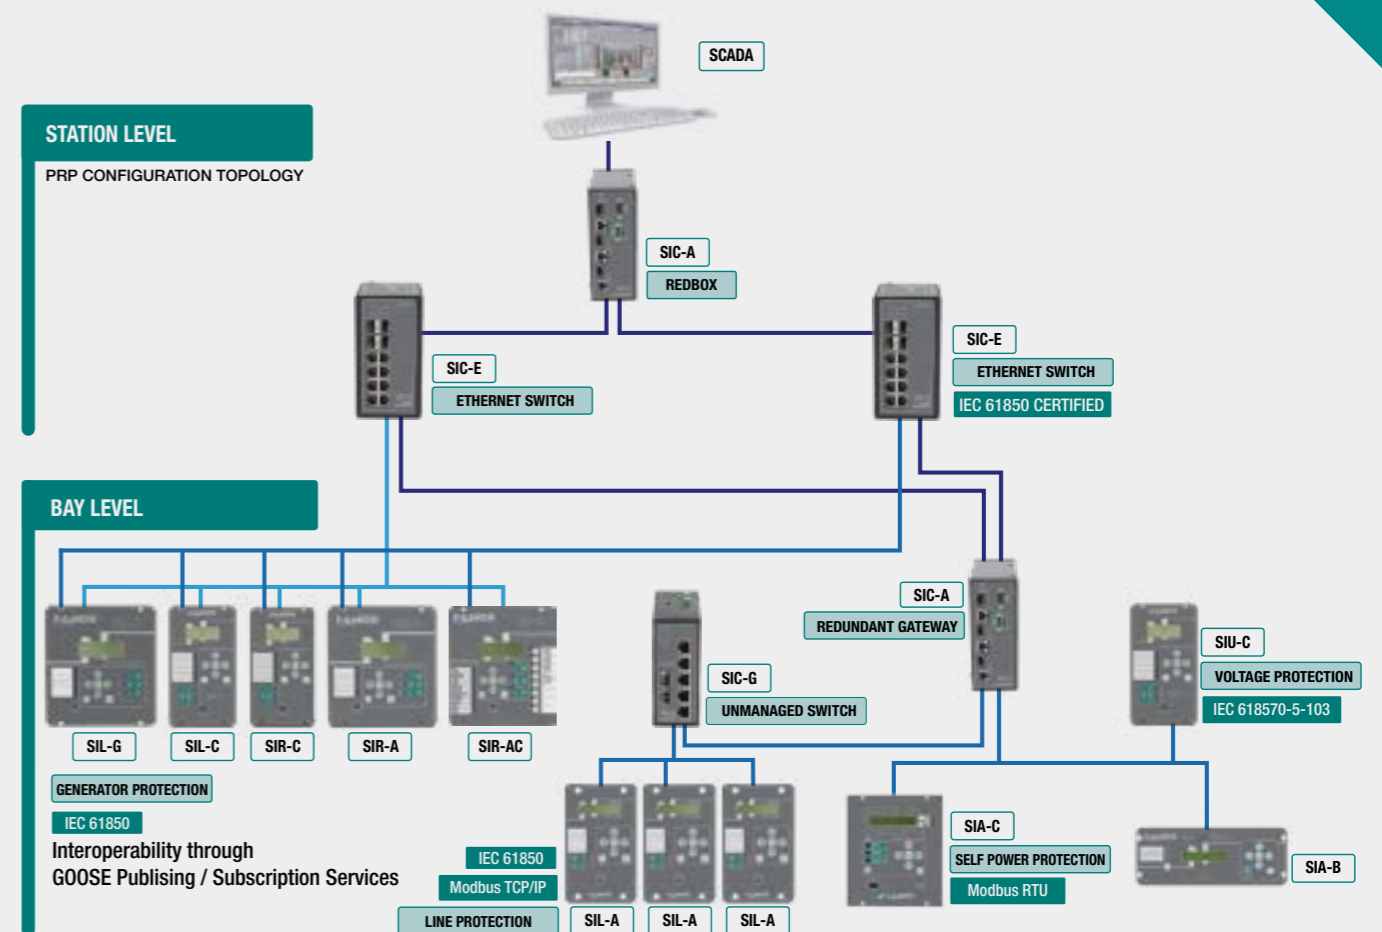 SCADA
STATION LEVEL
PRP CONFIGURATION TOPOLOGY
SIC-A
REDBOX
SIC-E
ETHERNET SWITCH
SIC-E
ETHERNET SWITCH
IEC 61850 CERTIFIED
BAY LEVEL
SIC-A
REDUNDANT GATEWAY
SIC-G
UNMANAGED SWITCH
SIU-C
VOLTAGE PROTECTION
IEC 618570-5-103
SIL-G
SIL-C
SIR-C
SIR-A
SIR-AC
GENERATOR PROTECTION
IEC 61850
Interoperability through
GOOSE Publising / Subscription Services
IEC 61850
Modbus TCP/IP
LINE PROTECTION
SIL-A
SIL-A
SIL-A
SIA-C
SELF POWER PROTECTION
Modbus RTU
SIA-B